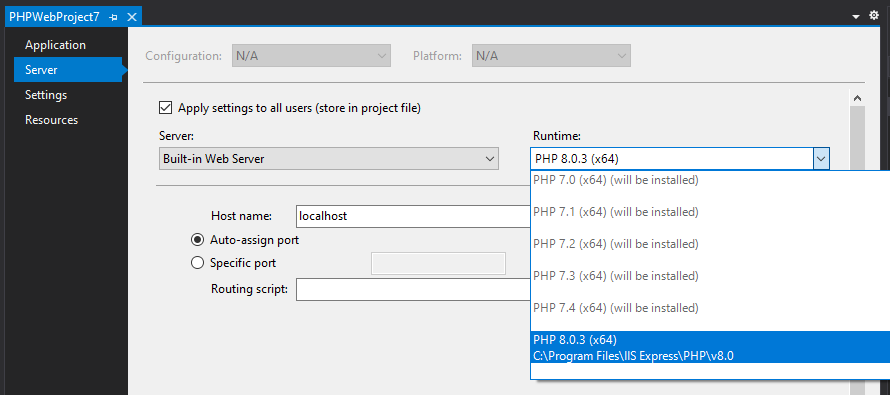 PHPWebProject7
Application
Server
Settings
Resources
Configuration: N/A Platform: N/A
Apply settings to all users (store in project file)
Server: Runtime:
Built-in Web Server PHP 8.0.3 (x64)
PHP 7.0 (x64) (will be installed)
PHP 7.1 (x64) (will be installed)
Host name: localhost
Auto-assign port
PHP 7.2 (x64) (will be installed)
Specific port
PHP 7.3 (x64) (will be installed)
Routing script:
PHP 7.4 (x64) (will be installed)
PHP 8.0.3 (x64)
C:\Program Files\IIS Express\PHP\v8.0